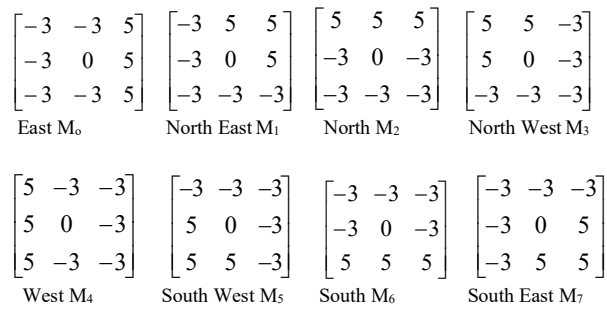 -3 -3 5 -3 5 5 5 5 5 5 5 -3
-3 0 5 -3 0 5 -3 0 -3 5 0 -3
-3 -3 5 -3 -3 -3 -3 -3 -3 -3 -3 -3
East M₀ North East M₁ North M₂ North West M₃
5 -3 -3 -3 -3 -3 -3 -3 -3 -3 -3 -3
5 0 -3 5 0 -3 -3 0 -3 -3 0 5
5 -3 -3 5 5 -3 5 5 5 -3 5 5
West M₄ South West M₅ South M₆ South East M₇